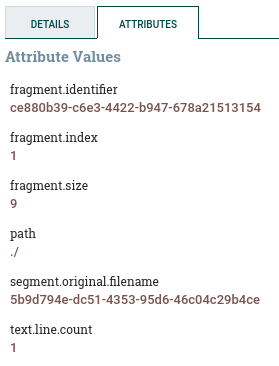 DETAILS
ATTRIBUTES
Attribute Values
fragment.identifier
ce880b39-c6e3-4422-b947-678a21513154
fragment.index
1
fragment.size
9
path
./
segment.original.filename
5b9d794e-dc51-4353-95d6-46c04c29b4ce
text.line.count
1